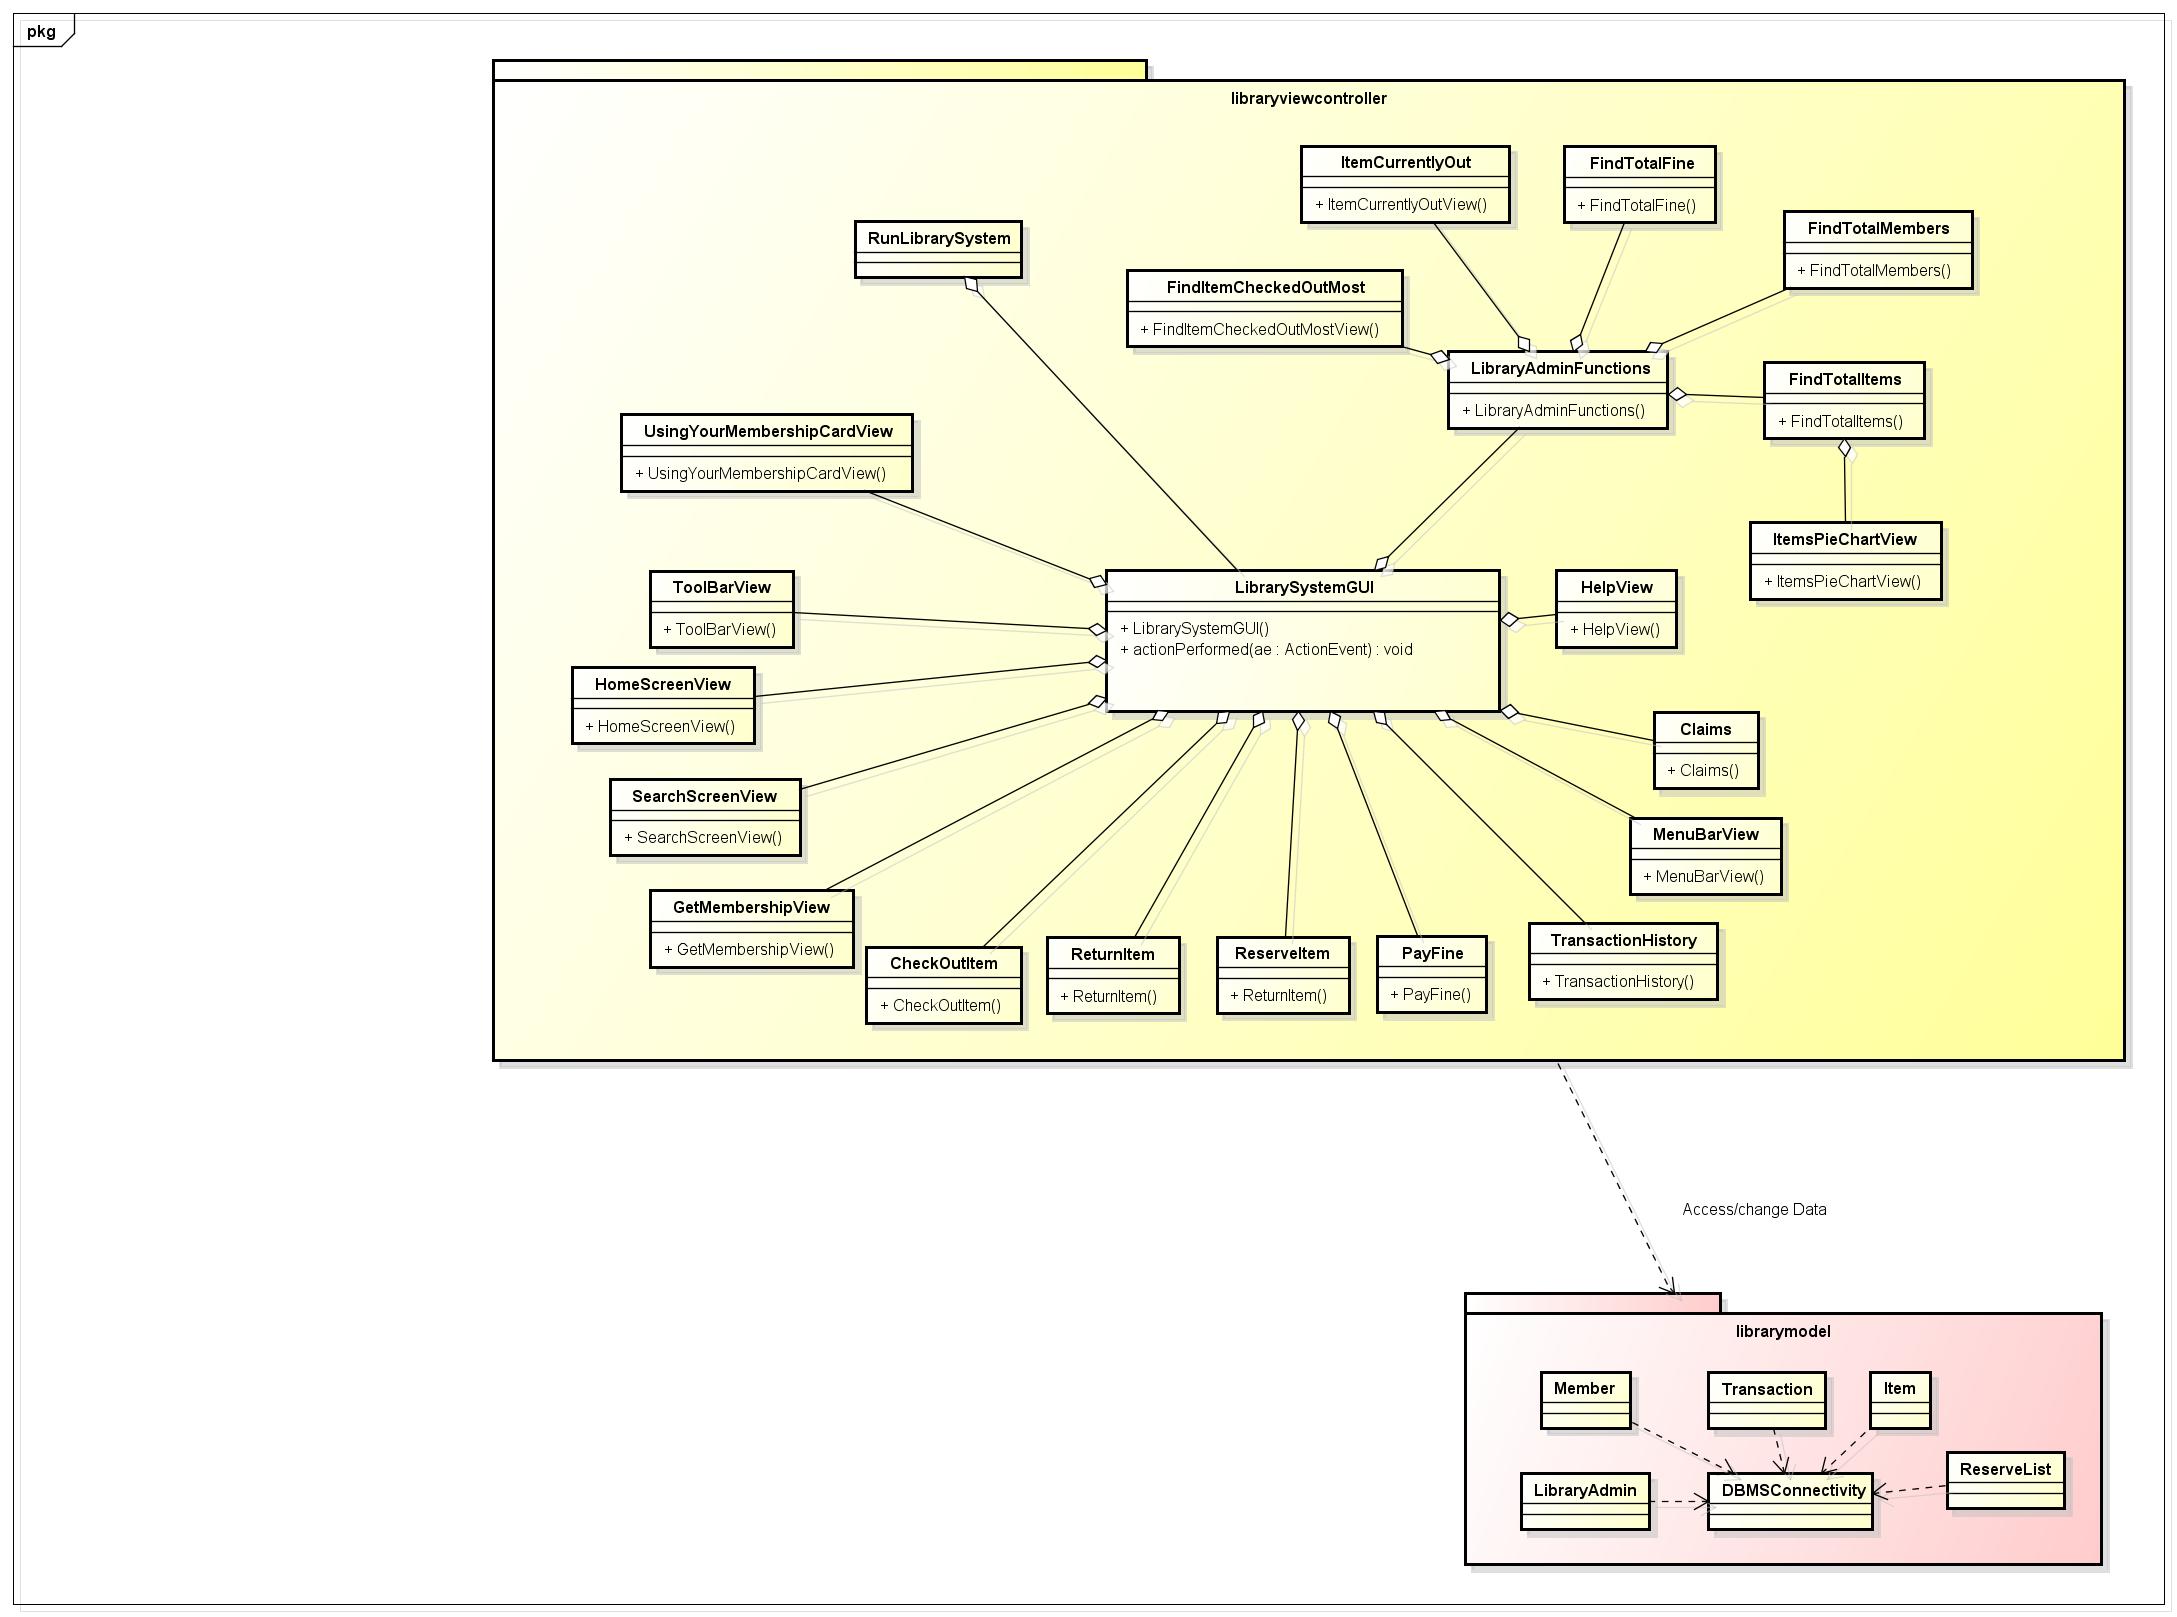 pkg
libraryviewcontroller
ItemCurrentlyOut
+ ItemCurrentlyOutView()
FindTotalFine
+ FindTotalFine()
RunLibrarySystem
FindTotalMembers
+ FindTotalMembers()
FindItemCheckedOutMost
+ FindItemCheckedOutMostView()
LibraryAdminFunctions
+ LibraryAdminFunctions()
FindTotalItems
+ FindTotalItems()
UsingYourMembershipCardView
+ UsingYourMembershipCardView()
ItemsPieChartView
+ ItemsPieChartView()
ToolBarView
+ ToolBarView()
LibrarySystemGUI
+ LibrarySystemGUI()
+ actionPerformed(ae : ActionEvent) : void
HelpView
+ HelpView()
HomeScreenView
+ HomeScreenView()
Claims
+ Claims()
SearchScreenView
+ SearchScreenView()
MenuBarView
+ MenuBarView()
GetMembershipView
+ GetMembershipView()
CheckOutItem
+ CheckOutItem()
ReturnItem
+ ReturnItem()
ReserveItem
+ ReturnItem()
PayFine
+ PayFine()
TransactionHistory
+ TransactionHistory()
Access/change Data
librarymodel
Member
Transaction
Item
ReserveList
LibraryAdmin
DBMSConnectivity